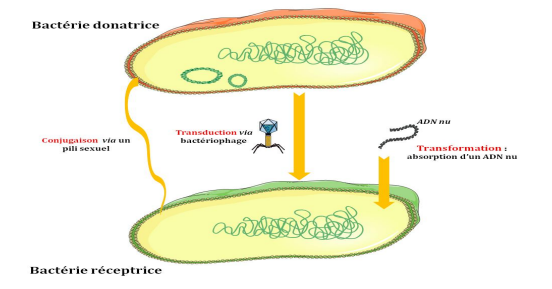 Bactérie donatrice
ADN nu
Conjugaison via un
pili sexuel
Transduction via
bactériophage
Transformation :
absorption d'un ADN nu
Bactérie réceptrice